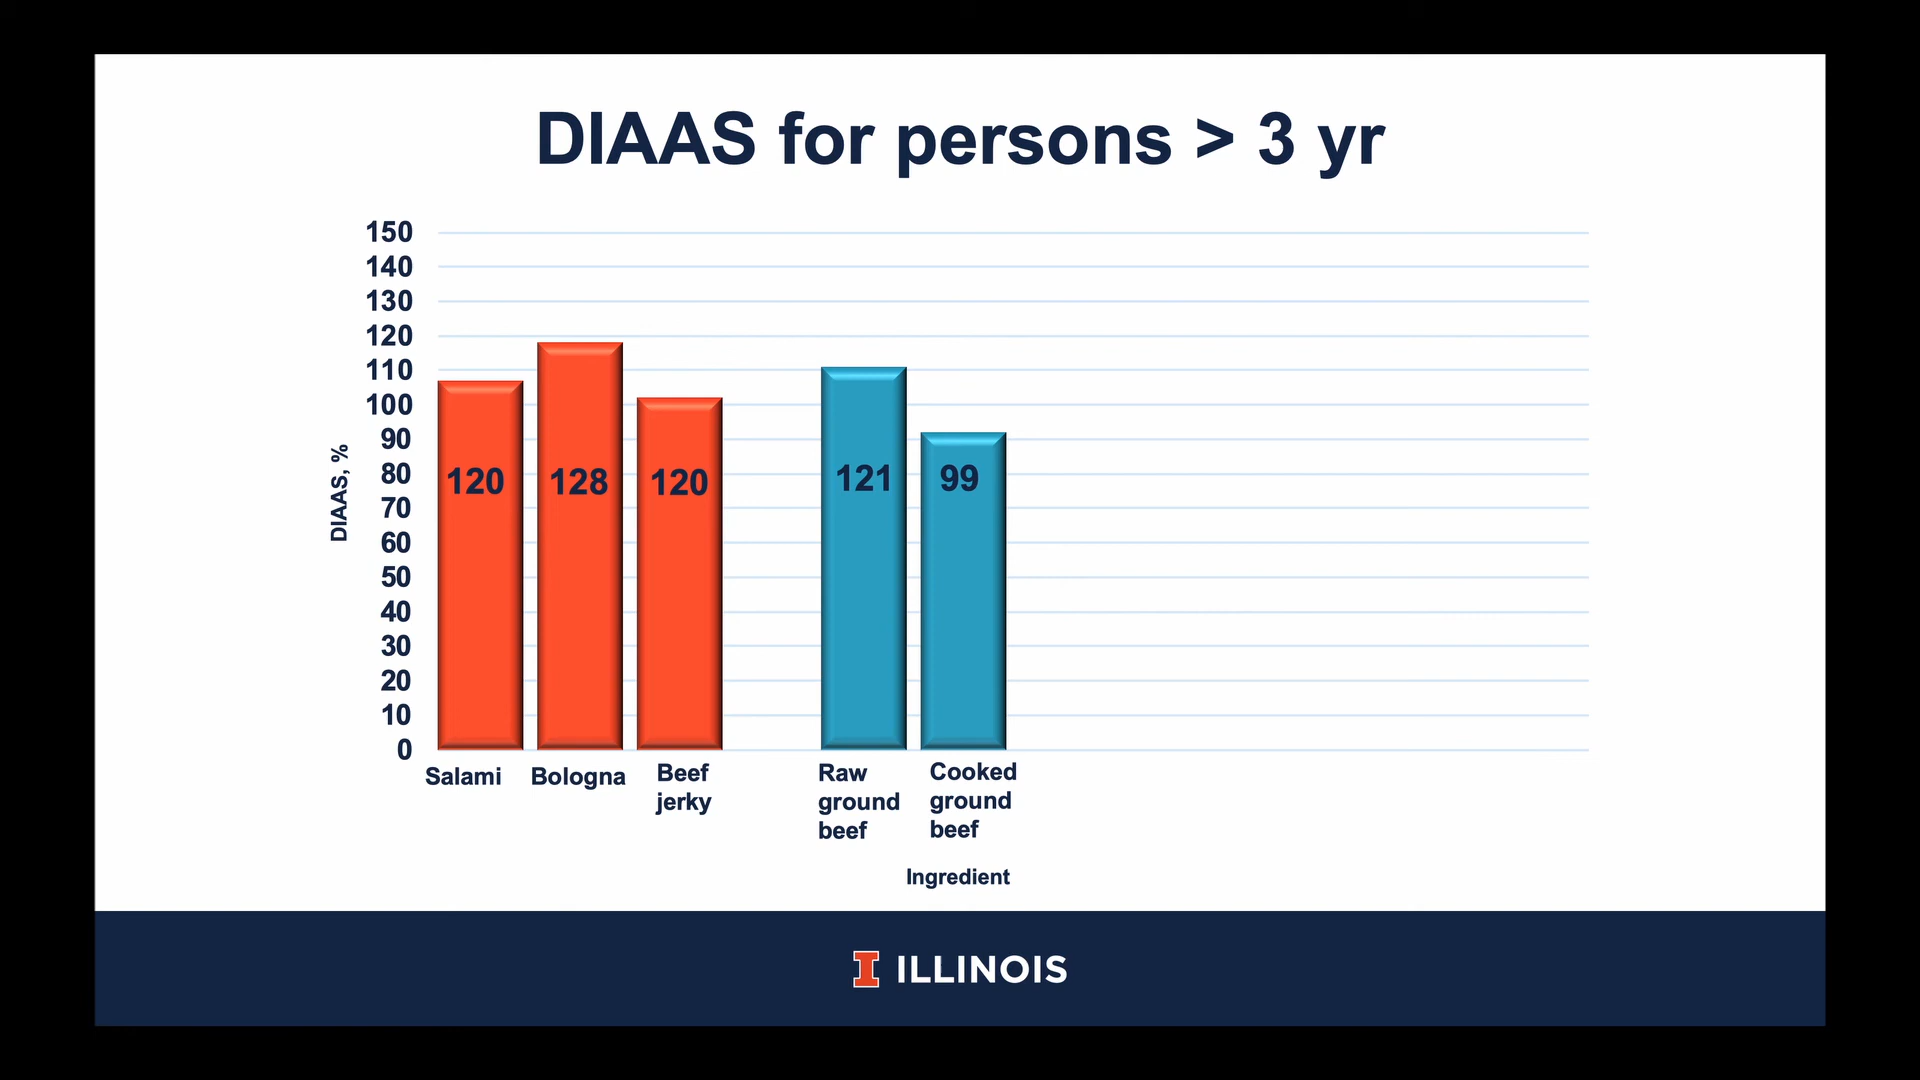 DIAAS for persons > 3 yr
150
140
130
120
110
100
90
80
70
60
50
40
30
20
10
0
DIAAS, %
120
128
120
121
99
Salami
Bologna
Beef
jerky
Raw
ground
beef
Cooked
ground
beef
Ingredient
I ILLINOIS